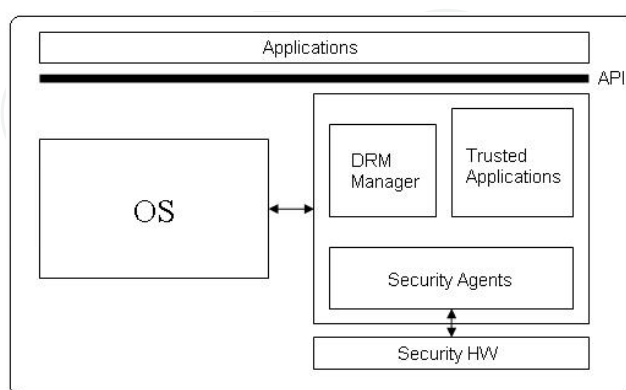 Applications
API
DRM
Manager
Trusted
Applications
OS
Security Agents
Security HW